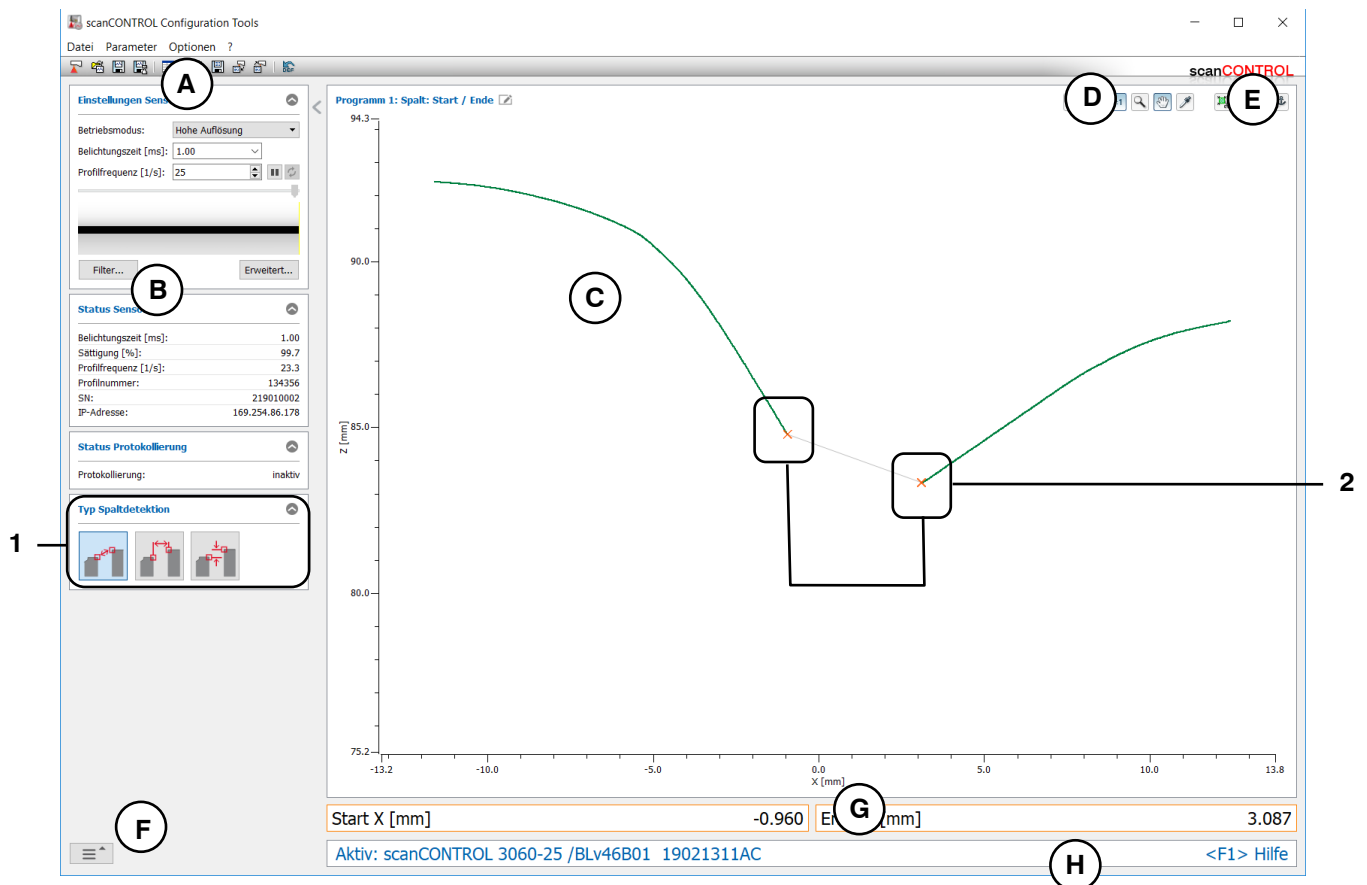 scanCONTROL Configuration Tools
Datei Parameter Optionen ?
scanCONTROL
A
Einstellungen Sens
Betriebsmodus: Hohe Auflösung
Belichtungszeit [ms]: 1.00
Profilfrequenz [1/s]: 25
Filter... Erweitert...
B
Status Senso
Belichtungszeit [ms]: 1.00
Sättigung [%]: 99.7
Profilfrequenz [1/s]: 23.3
Profilnummer: 134356
SN: 219010002
IP-Adresse: 169.254.86.178
Status Protokollierung
Protokollierung: inaktiv
Typ Spaltdetektion
1
F
Programm 1: Spalt: Start / Ende
D
E
94.3
90.0
85.0
80.0
75.2
Z [mm]
C
2
-13.2 -10.0 -5.0 0.0 5.0 10.0 13.8
X [mm]
G
Start X [mm] -0.960
[mm] 3.087
Aktiv: scanCONTROL 3060-25 /BLv46B01 19021311AC
H
<F1> Hilfe